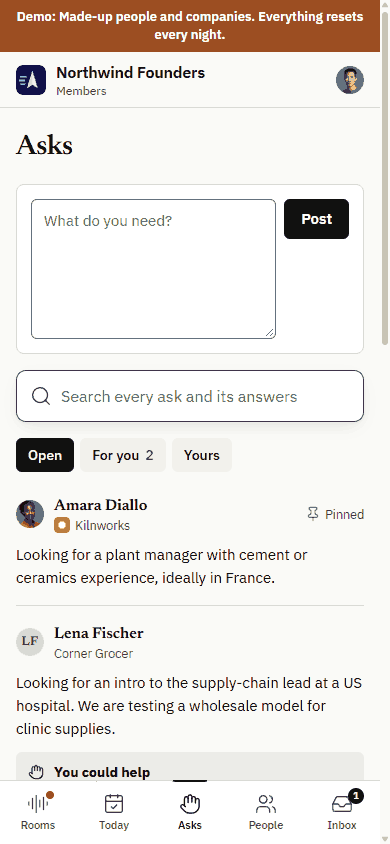 Demo: Made-up people and companies. Everything resets
every night.
Northwind Founders
Members
Asks
What do you need?
Post
Search every ask and its answers
Open
For you 2
Yours
Amara Diallo
Kilnworks
Pinned
Looking for a plant manager with cement or
ceramics experience, ideally in France.
LF
Lena Fischer
Corner Grocer
Looking for an intro to the supply-chain lead at a US
hospital. We are testing a wholesale model for
clinic supplies.
You could help
Rooms
Today
Asks
People
1
Inbox